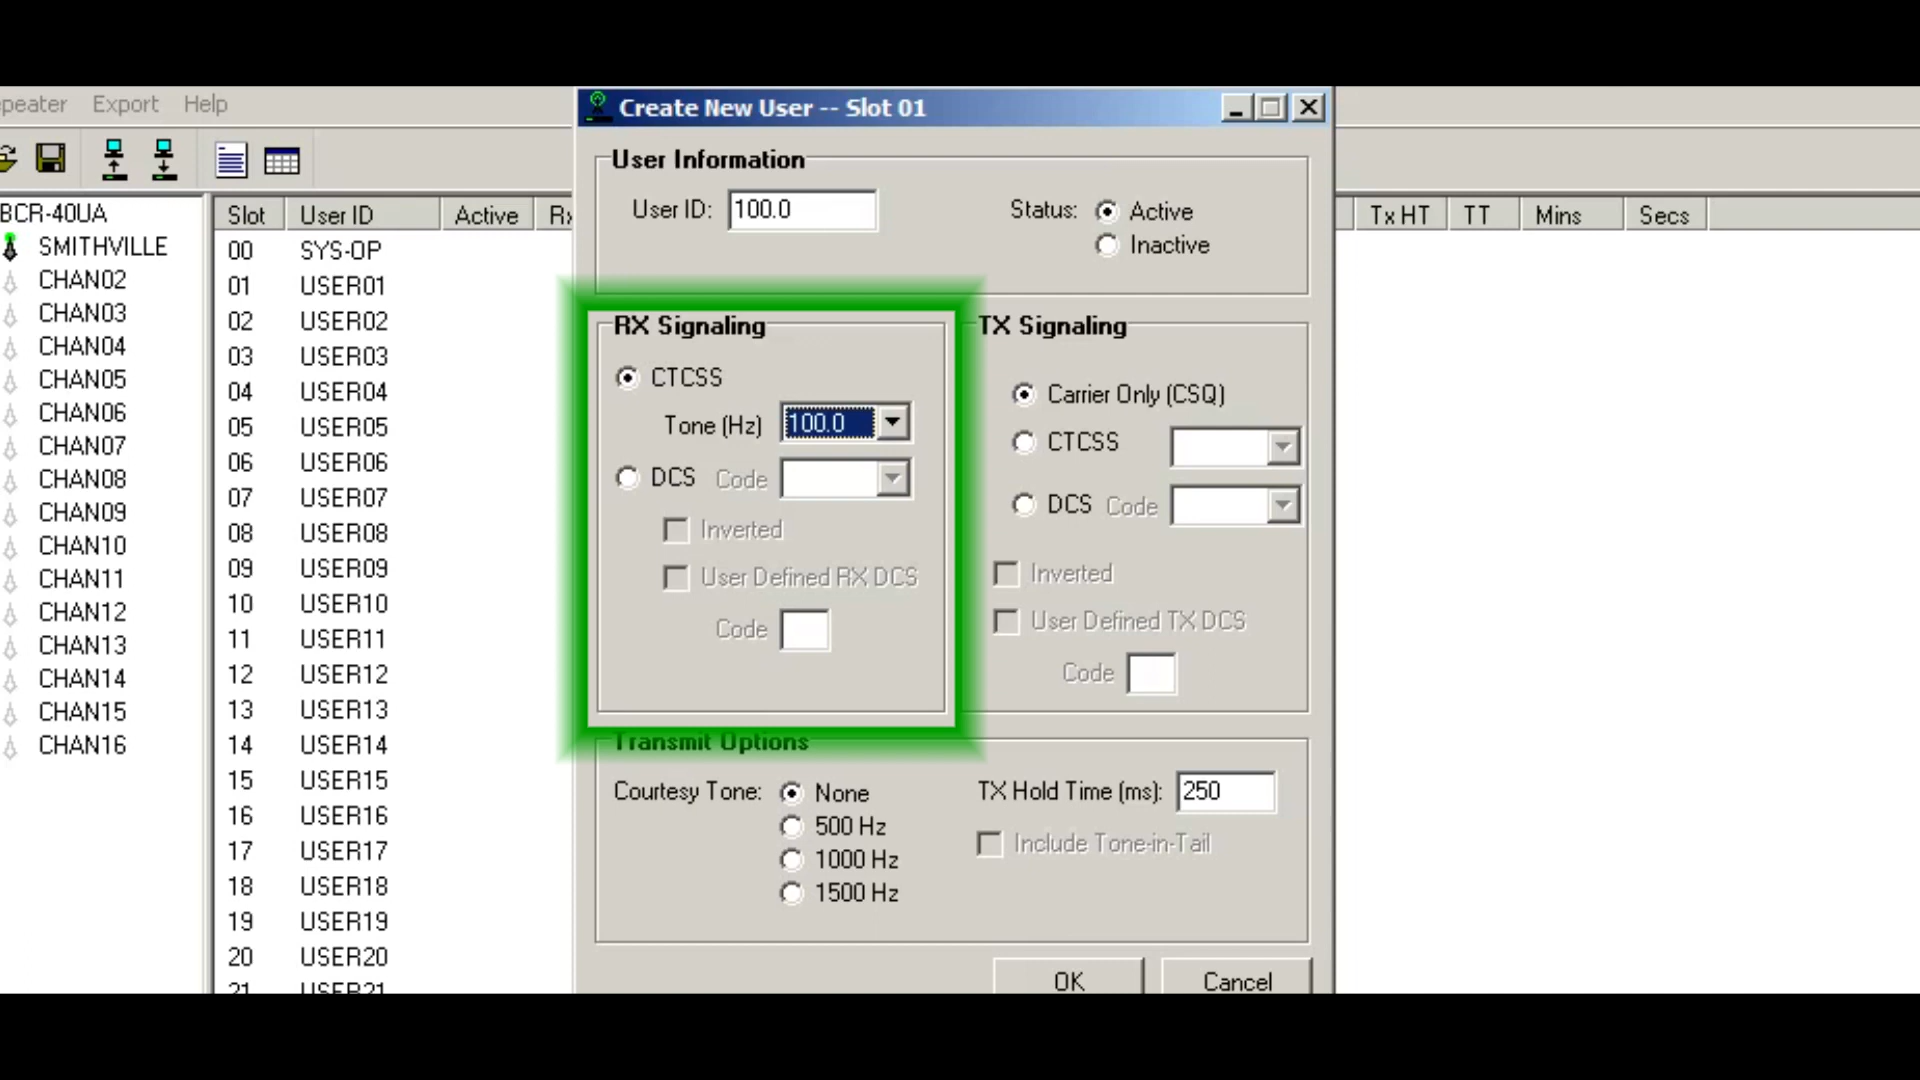 peater Export Help
Create New User -- Slot 01
BCR-40UA
SMITHVILLE
CHAN02
CHAN03
CHAN04
CHAN05
CHAN06
CHAN07
CHAN08
CHAN09
CHAN10
CHAN11
CHAN12
CHAN13
CHAN14
CHAN15
CHAN16
Slot User ID Active Rx
00 SYS-OP
01 USER01
02 USER02
03 USER03
04 USER04
05 USER05
06 USER06
07 USER07
08 USER08
09 USER09
10 USER10
11 USER11
12 USER12
13 USER13
14 USER14
15 USER15
16 USER16
17 USER17
18 USER18
19 USER19
20 USER20
21 USER21
User Information
User ID: 100.0
Status: Active
Inactive
RX Signaling
CTCSS
Tone (Hz) 100.0
DCS Code
Inverted
User Defined RX DCS
Code
TX Signaling
Carrier Only (CSQ)
CTCSS
DCS Code
Inverted
User Defined TX DCS
Code
Transmit Options
Courtesy Tone: None
500 Hz
1000 Hz
1500 Hz
TX Hold Time (ms): 250
Include Tone-in-Tail
OK Cancel
Tx HT TT Mins Secs